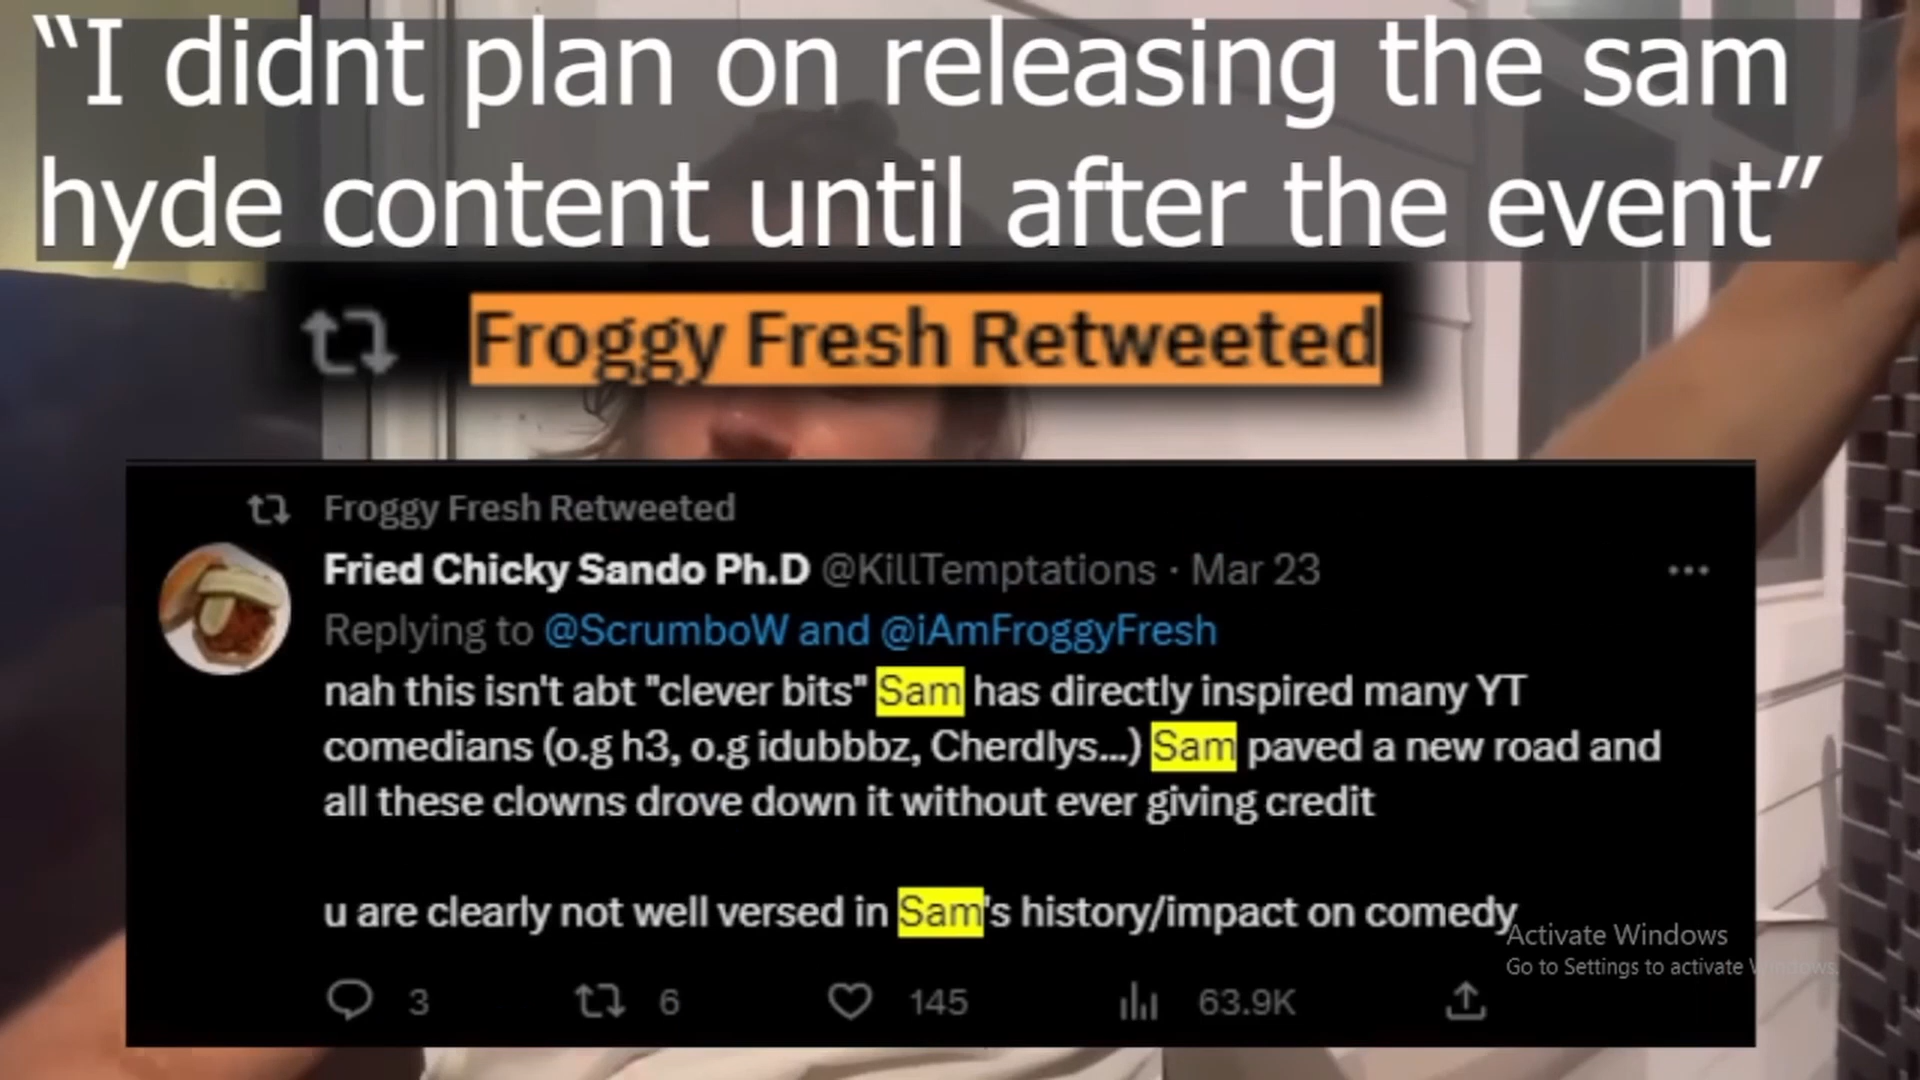 “I didnt plan on releasing the sam
hyde content until after the event”
Froggy Fresh Retweeted
Froggy Fresh Retweeted
Fried Chicky Sando Ph.D @KillTemptations · Mar 23
Replying to @ScrumboW and @iAmFroggyFresh
nah this isn't abt "clever bits" Sam has directly inspired many YT
comedians (o.g h3, o.g idubbbz, Cherdlys...) Sam paved a new road and
all these clowns drove down it without ever giving credit
u are clearly not well versed in Sam's history/impact on comedy
Activate Windows
Go to Settings to activate Windows.
3 6 145 63.9K